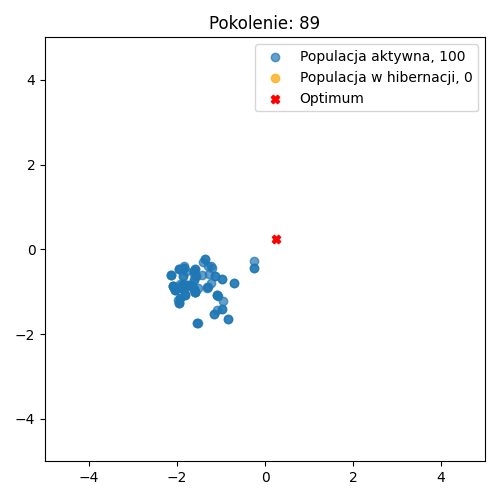 Pokolenie: 89
Populacja aktywna, 100
Populacja w hibernacji, 0
Optimum
4
2
0
−2
−4
−4 −2 0 2 4